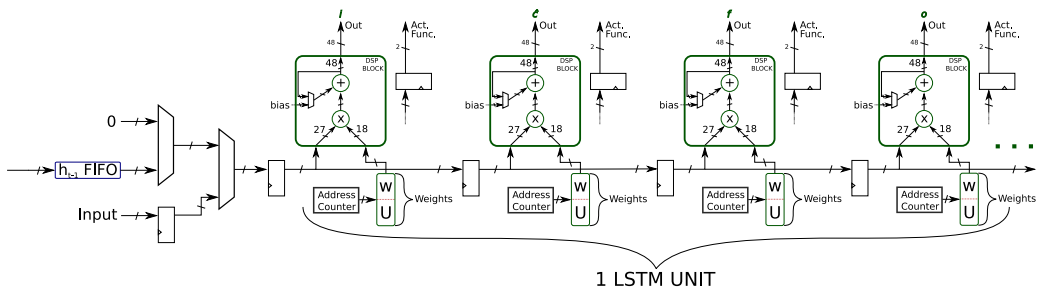 i
Out
Act.
Func.
48
2
48
DSP
BLOCK
+
bias
x
27
18
c̃
Out
Act.
Func.
48
2
48
DSP
BLOCK
+
bias
x
27
18
f
Out
Act.
Func.
48
2
48
DSP
BLOCK
+
bias
x
27
18
o
Out
Act.
Func.
48
2
48
DSP
BLOCK
+
bias
x
27
18
0
ht-1 FIFO
Input
Address
Counter
W
U
Weights
Address
Counter
W
U
Weights
Address
Counter
W
U
Weights
Address
Counter
W
U
Weights
1 LSTM UNIT